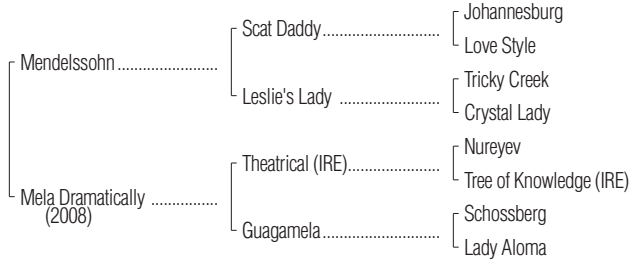 Johannesburg
Scat Daddy........................
Love Style
Mendelssohn .......................
Tricky Creek
Leslie's Lady ....................
Crystal Lady
Nureyev
Theatrical (IRE)..................
Tree of Knowledge (IRE)
Mela Dramatically ...............
(2008)
Schossberg
Guagamela........................
Lady Aloma